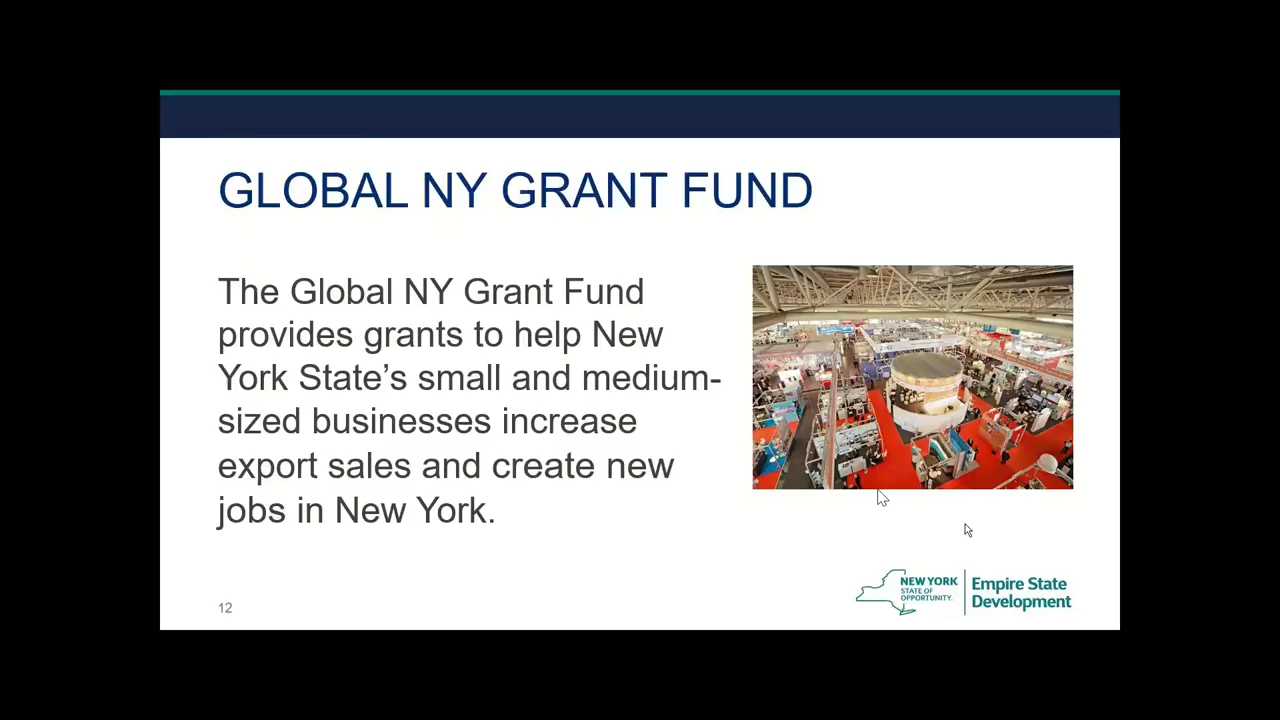 GLOBAL NY GRANT FUND
The Global NY Grant Fund
provides grants to help New
York State’s small and medium-
sized businesses increase
export sales and create new
jobs in New York.
12
NEW YORK
STATE OF
OPPORTUNITY.
Empire State
Development